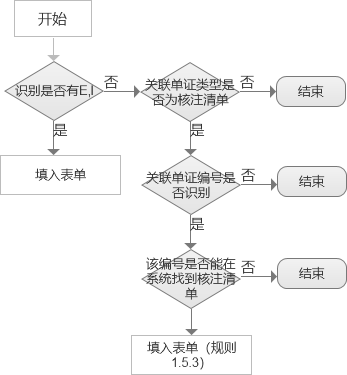 开始
识别是否有E,I
否
关联单证类型是
否为核注清单
否
结束
是
填入表单
是
关联单证编号是
否识别
否
结束
是
该编号是否能在
系统找到核注清
单
否
结束
填入表单（规则
1.5.3）